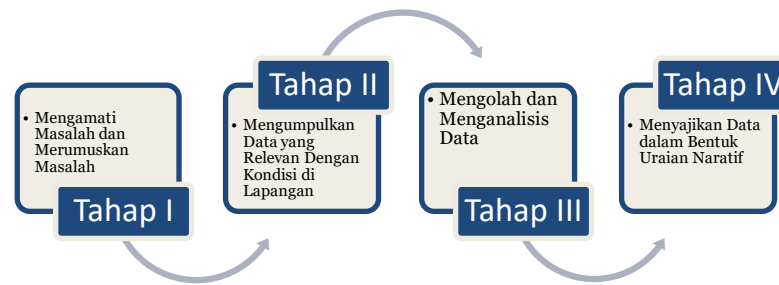 • Mengamati
Masalah dan
Merumuskan
Masalah
Tahap I
Tahap II
• Mengumpulkan
Data yang
Relevan Dengan
Kondisi di
Lapangan
• Mengolah dan
Menganalisis
Data
Tahap III
Tahap IV
• Menyajikan Data
dalam Bentuk
Uraian Naratif